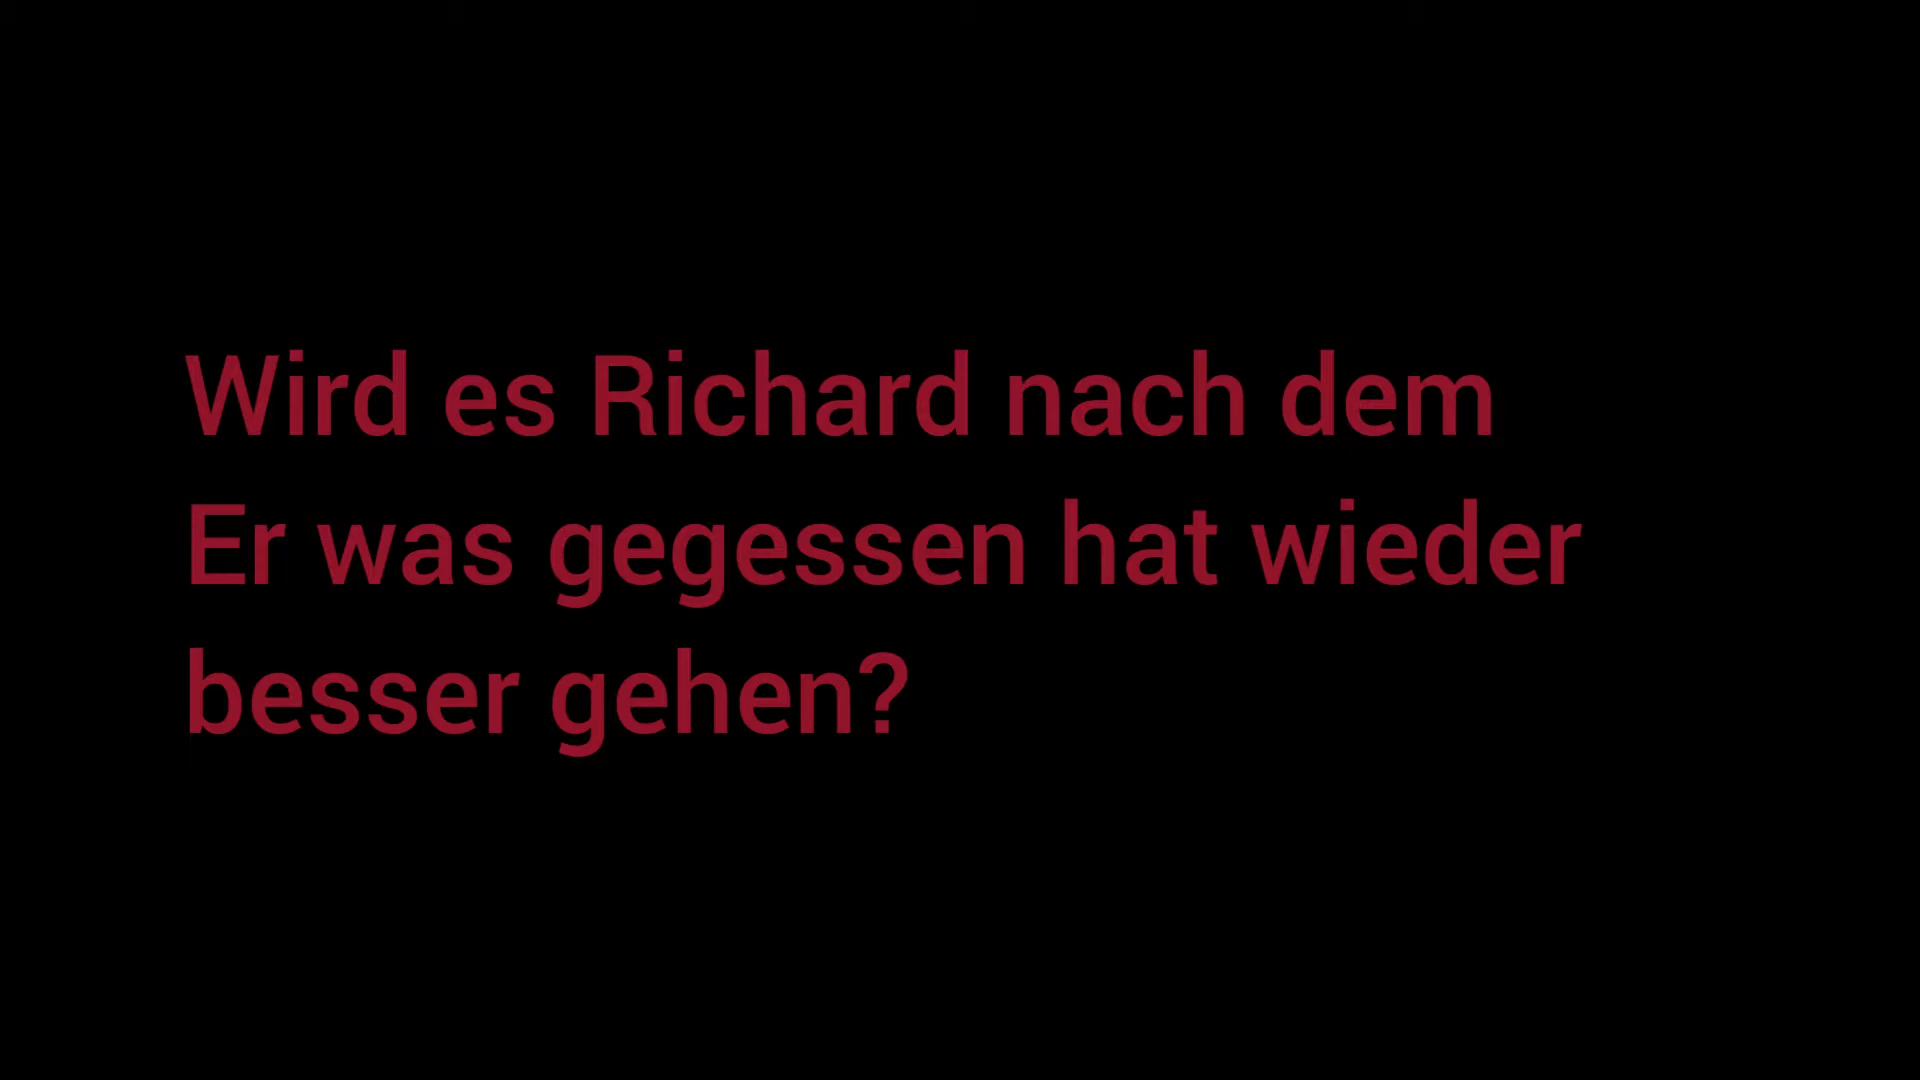 Wird es Richard nach dem
Er was gegessen hat wieder
besser gehen?